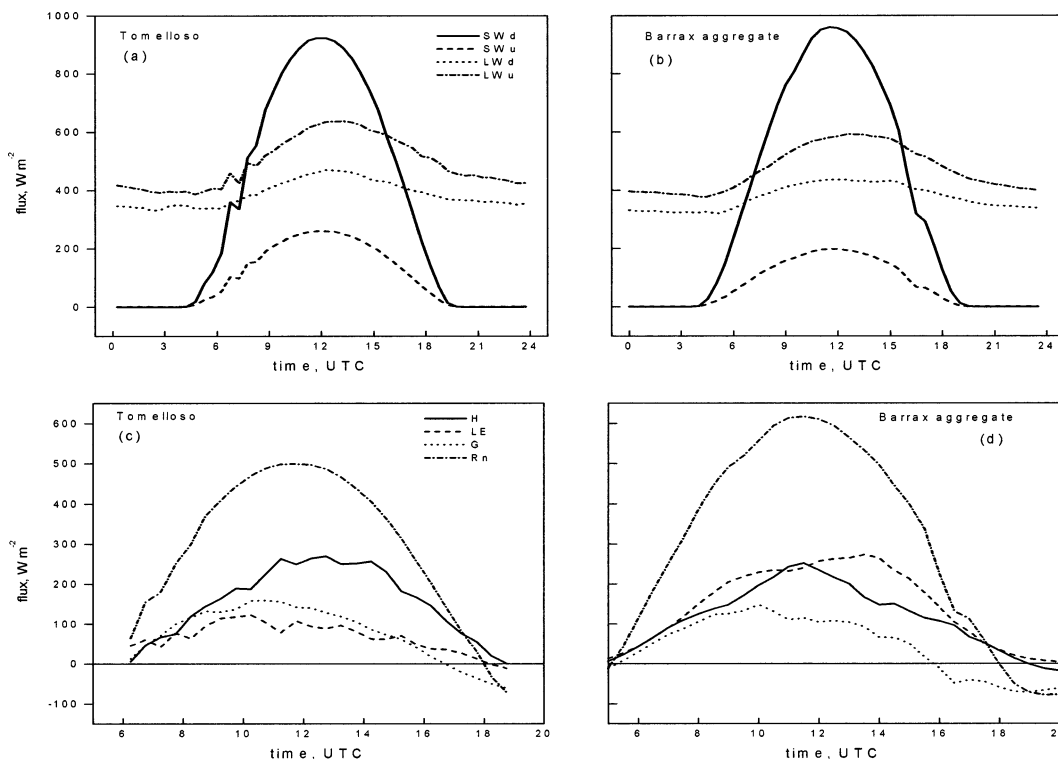 1000
800
600
400
200
0
flux, Wm-2
Tomelloso
(a)
SWd
SWu
LWd
LWu
0 3 6 9 12 15 18 21 24
time, UTC
Barrax aggregate
(b)
0 3 6 9 12 15 18 21 24
time, UTC
600
500
400
300
200
100
0
-100
flux, Wm-2
Tomelloso
(c)
H
LE
G
Rn
6 8 10 12 14 16 18 20
time, UTC
Barrax aggregate
(d)
6 8 10 12 14 16 18
time, UTC